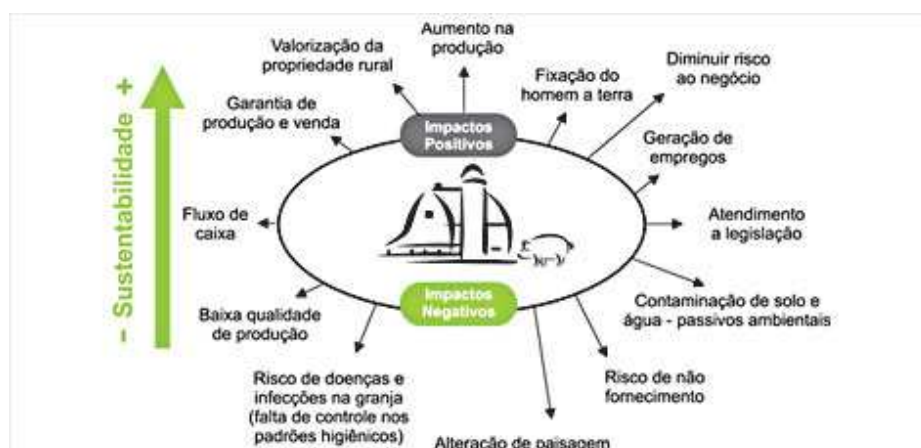 Aumento na
produção
Valorização da
propriedade rural
Diminuir risco
ao negócio
Fixação do
homem a terra
Garantia de
produção e venda
Impactos
Positivos
Geração de
empregos
- Sustentabilidade +
Fluxo de
caixa
Atendimento
a legislação
Impactos
Negativos
Contaminação de solo e
água - passivos ambientais
Baixa qualidade
de produção
Risco de doenças e
infecções na granja
(falta de controle nos
padrões higiênicos)
Risco de não
fornecimento
Alteração de paisagem